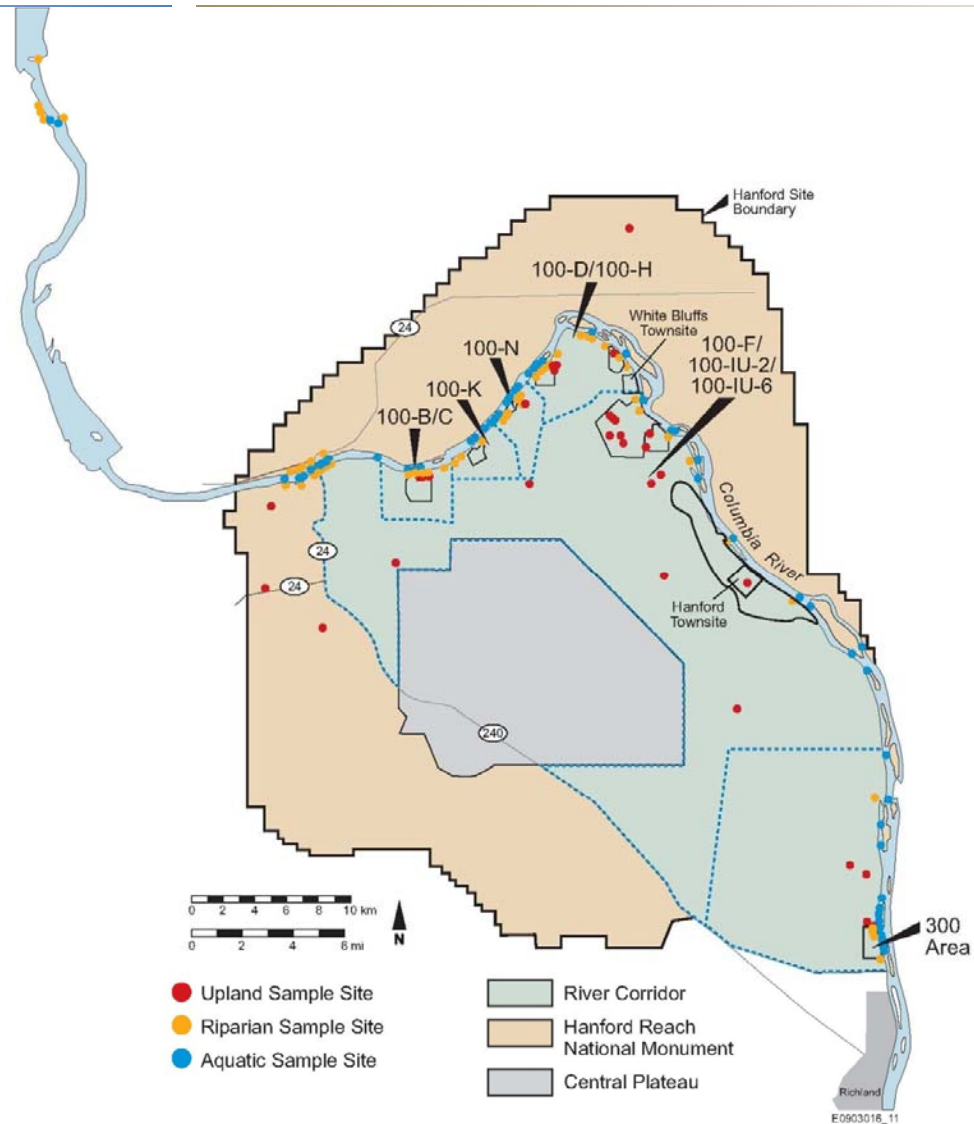 Hanford Site
Boundary
100-D/100-H
24
White Bluffs
Townsite
100-N
100-F/
100-IU-2/
100-IU-6
100-K
100-B/C
Columbia River
24
24
Hanford
Townsite
240
0 2 4 6 8 10 km
0 2 4 6 mi
N
300
Area
Upland Sample Site
Riparian Sample Site
Aquatic Sample Site
River Corridor
Hanford Reach
National Monument
Central Plateau
Richland
E0903016_11